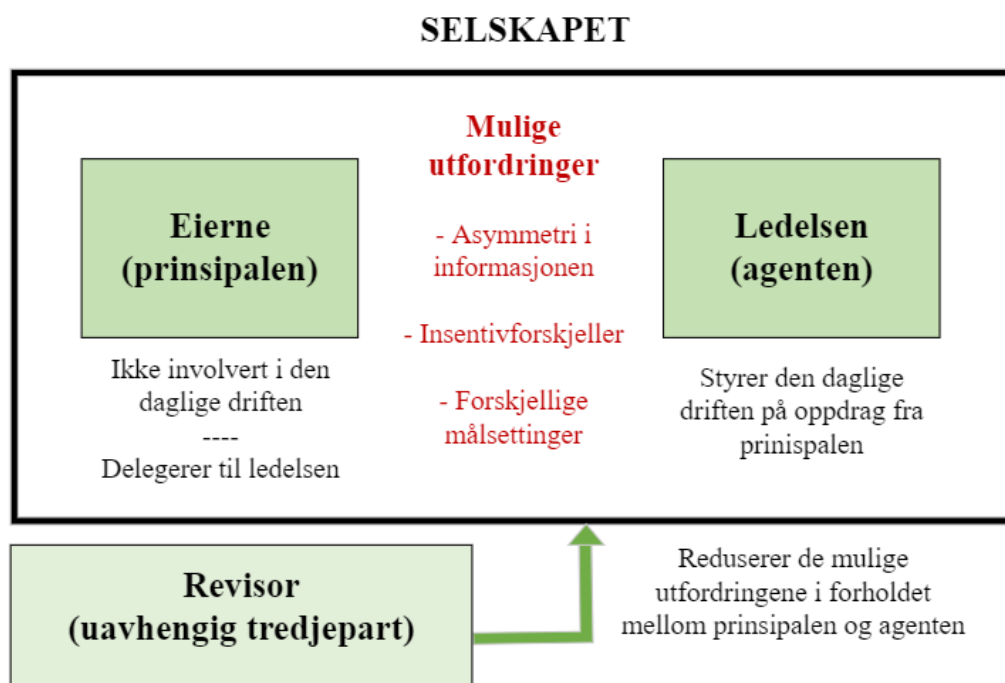 SELSKAPET
Mulige
utfordringer
Eierne
(prinsipalen)
- Asymmetri i
informasjonen
- Insentivforskjeller
- Forskjellige
målsettinger
Ledelsen
(agenten)
Ikke involvert i den
daglige driften
----
Delegerer til ledelsen
Styrer den daglige
driften på oppdrag fra
prinispalen
Revisor
(uavhengig tredjepart)
Reduserer de mulige
utfordringene i forholdet
mellom prinsipalen og agenten